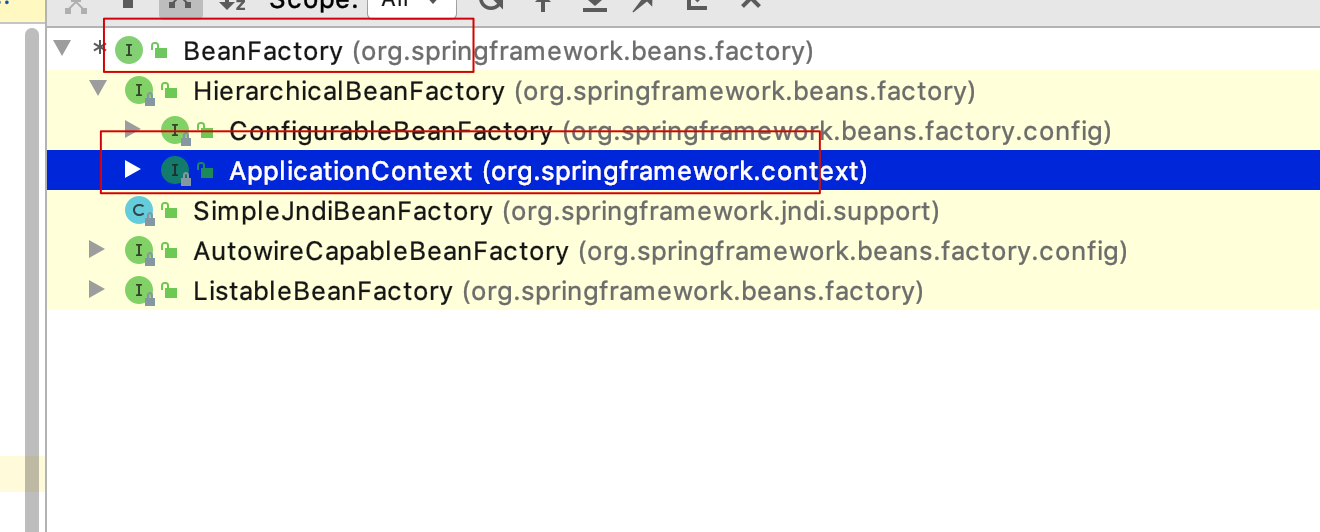 Scope: All
* I BeanFactory (org.springframework.beans.factory)
I HierarchicalBeanFactory (org.springframework.beans.factory)
I ConfigurableBeanFactory (org.springframework.beans.factory.config)
I ApplicationContext (org.springframework.context)
C SimpleJndiBeanFactory (org.springframework.jndi.support)
I AutowireCapableBeanFactory (org.springframework.beans.factory.config)
I ListableBeanFactory (org.springframework.beans.factory)